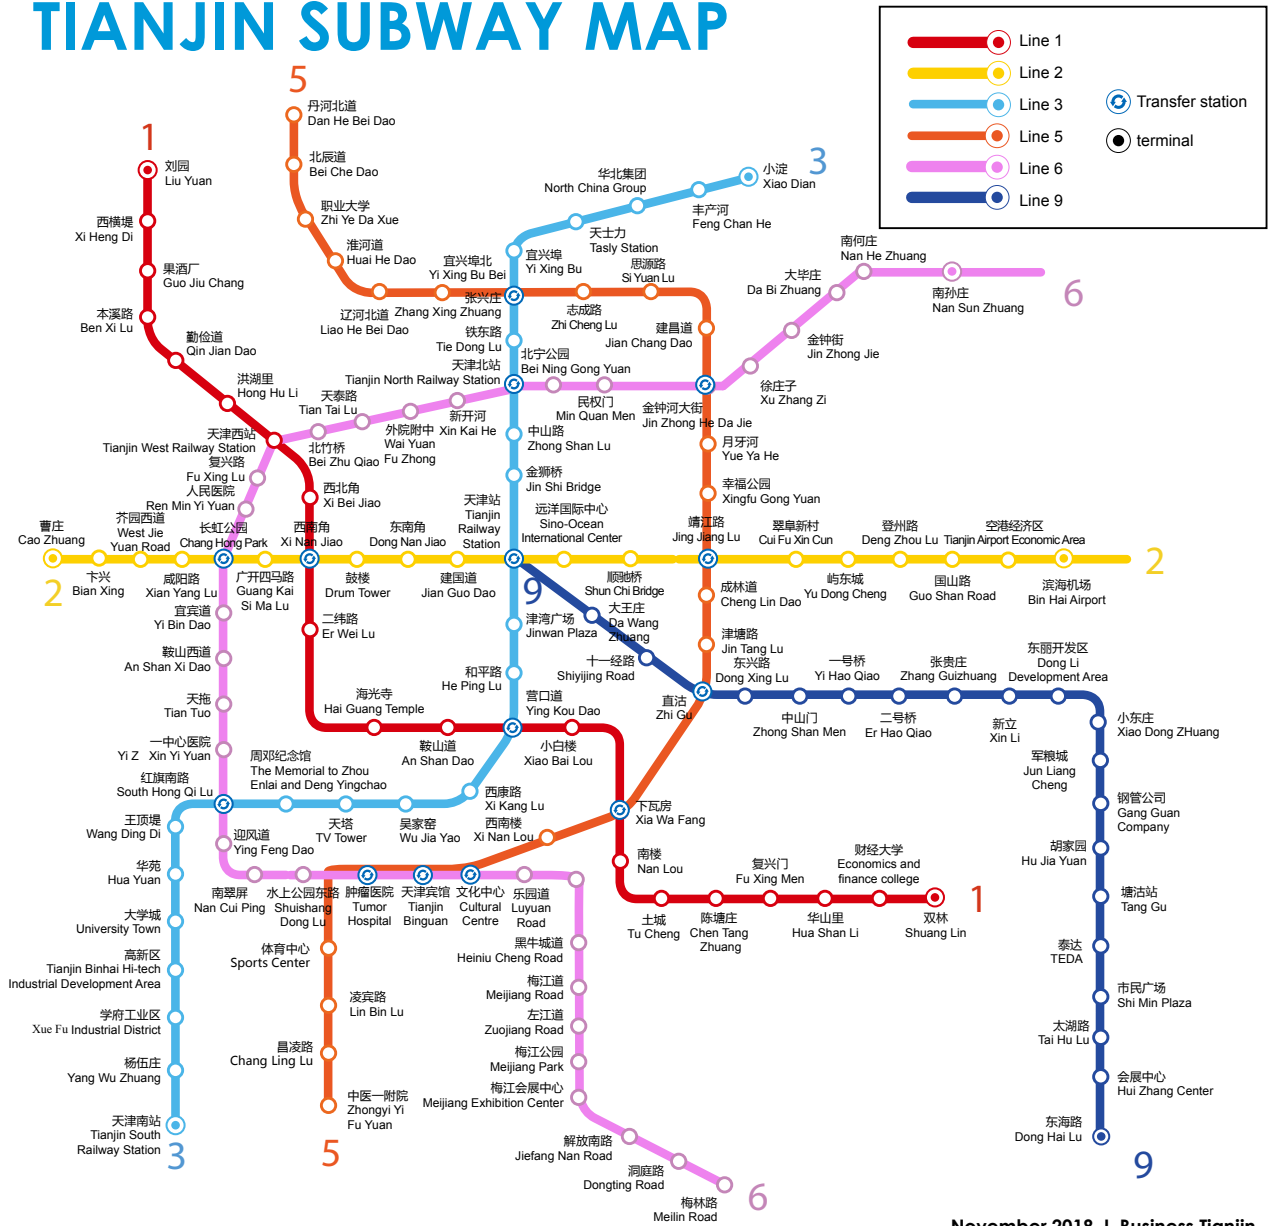 TIANJIN SUBWAY MAP
Line 1
Line 2
Line 3
Line 5
Line 6
Line 9
Transfer station
terminal
5
丹河北道
Dan He Bei Dao
北辰道
Bei Che Dao
职业大学
Zhi Ye Da Xue
淮河道
Huai He Dao
辽河北道
Liao He Bei Dao
宜兴埠北
Yi Xing Bu Bei
张兴庄
Zhang Xing Zhuang
1
刘园
Liu Yuan
西横堤
Xi Heng Di
果酒厂
Guo Jiu Chang
本溪路
Ben Xi Lu
勤俭道
Qin Jian Dao
洪湖里
Hong Hu Li
天津西站
Tianjin West Railway Station
3
小淀
Xiao Dian
丰产河
Feng Chan He
华北集团
North China Group
天士力
Tasly Station
宜兴埠
Yi Xing Bu
思源路
Si Yuan Lu
志成路
Zhi Cheng Lu
建昌道
Jian Chang Dao
铁东路
Tie Dong Lu
天津北站
Tianjin North Railway Station
北宁公园
Bei Ning Gong Yuan
民权门
Min Quan Men
金钟河大街
Jin Zhong He Da Jie
南何庄
Nan He Zhuang
大毕庄
Da Bi Zhuang
南孙庄
Nan Sun Zhuang
6
金钟街
Jin Zhong Jie
徐庄子
Xu Zhang Zi
天泰路
Tian Tai Lu
北竹桥
Bei Zhu Qiao
外院附中
Wai Yuan
Fu Zhong
新开河
Xin Kai He
复兴路
Fu Xing Lu
人民医院
Ren Min Yi Yuan
西北角
Xi Bei Jiao
中山路
Zhong Shan Lu
金狮桥
Jin Shi Bridge
月牙河
Yue Ya He
幸福公园
Xingfu Gong Yuan
曹庄
Cao Zhuang
2
卞兴
Bian Xing
芥园西道
West Jie
Yuan Road
咸阳路
Xian Yang Lu
长虹公园
Chang Hong Park
广开四马路
Guang Kai
Si Ma Lu
西南角
Xi Nan Jiao
鼓楼
Drum Tower
东南角
Dong Nan Jiao
建国道
Jian Guo Dao
天津站
Tianjin
Railway
Station
远洋国际中心
Sino-Ocean
International Center
顺驰桥
Shun Chi Bridge
靖江路
Jing Jiang Lu
翠阜新村
Cui Fu Xin Cun
屿东城
Yu Dong Cheng
登州路
Deng Zhou Lu
国山路
Guo Shan Road
空港经济区
Tianjin Airport Economic Area
滨海机场
Bin Hai Airport
2
9
大王庄
Da Wang
Zhuang
十一经路
Shiyijing Road
成林道
Cheng Lin Dao
津塘路
Jin Tang Lu
直沽
Zhi Gu
东兴路
Dong Xing Lu
中山门
Zhong Shan Men
一号桥
Yi Hao Qiao
二号桥
Er Hao Qiao
张贵庄
Zhang Guizhuang
新立
Xin Li
东丽开发区
Dong Li
Development Area
小东庄
Xiao Dong ZHuang
军粮城
Jun Liang
Cheng
钢管公司
Gang Guan
Company
胡家园
Hu Jia Yuan
塘沽站
Tang Gu
泰达
TEDA
市民广场
Shi Min Plaza
太湖路
Tai Hu Lu
会展中心
Hui Zhang Center
东海路
Dong Hai Lu
9
宜宾道
Yi Bin Dao
鞍山西道
An Shan Xi Dao
天拖
Tian Tuo
一中心医院
Yi Z Xin Yi Yuan
红旗南路
South Hong Qi Lu
二纬路
Er Wei Lu
海光寺
Hai Guang Temple
鞍山道
An Shan Dao
津湾广场
Jinwan Plaza
和平路
He Ping Lu
营口道
Ying Kou Dao
小白楼
Xiao Bai Lou
周邓纪念馆
The Memorial to Zhou
Enlai and Deng Yingchao
天塔
TV Tower
吴家窑
Wu Jia Yao
西康路
Xi Kang Lu
西南楼
Xi Nan Lou
下瓦房
Xia Wa Fang
南楼
Nan Lou
土城
Tu Cheng
陈塘庄
Chen Tang
Zhuang
复兴门
Fu Xing Men
华山里
Hua Shan Li
财经大学
Economics and
finance college
双林
Shuang Lin
1
王顶堤
Wang Ding Di
华苑
Hua Yuan
大学城
University Town
高新区
Tianjin Binhai Hi-tech
Industrial Development Area
学府工业区
Xue Fu Industrial District
杨伍庄
Yang Wu Zhuang
天津南站
Tianjin South
Railway Station
3
迎风道
Ying Feng Dao
南翠屏
Nan Cui Ping
水上公园东路
Shuishang
Dong Lu
肿瘤医院
Tumor
Hospital
天津宾馆
Tianjin
Binguan
文化中心
Cultural
Centre
乐园道
Luyuan
Road
体育中心
Sports Center
凌宾路
Lin Bin Lu
昌凌路
Chang Ling Lu
中医一附院
Zhongyi Yi
Fu Yuan
5
黑牛城道
Heiniu Cheng Road
梅江道
Meijiang Road
左江道
Zuojiang Road
梅江公园
Meijiang Park
梅江会展中心
Meijiang Exhibition Center
解放南路
Jiefang Nan Road
洞庭路
Dongting Road
梅林路
Meilin Road
6
November 2018 | Business Tianjin